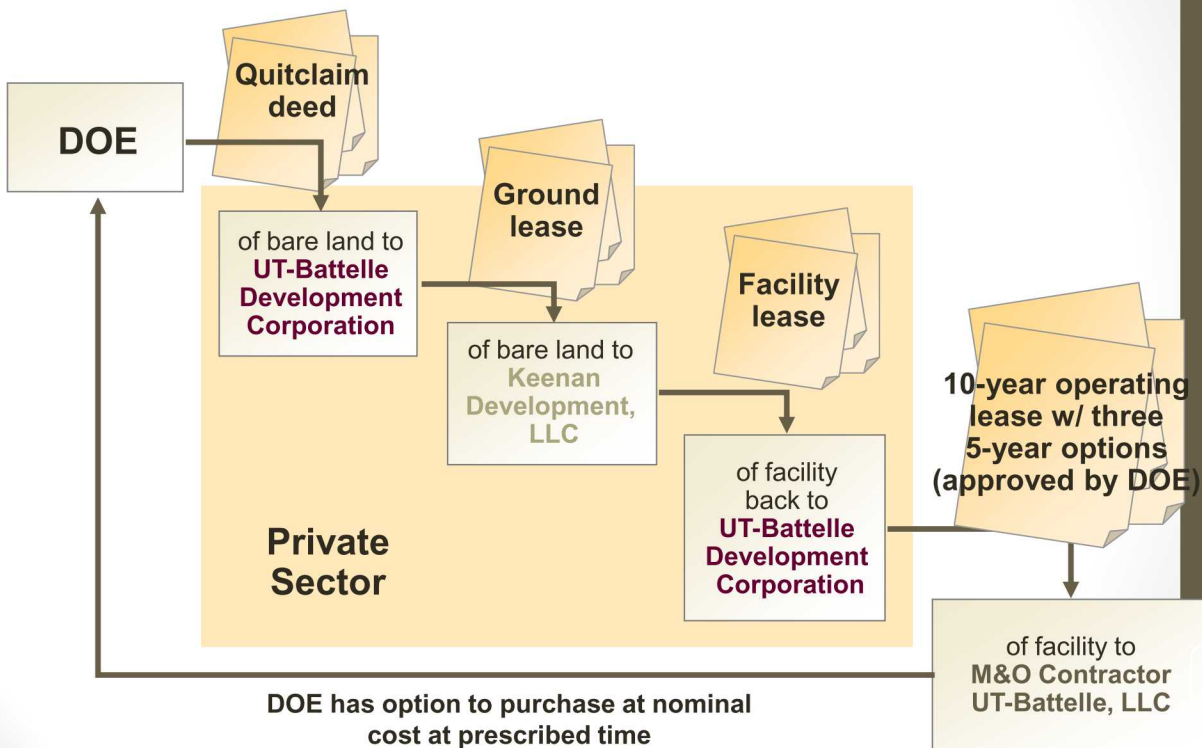 DOE
Quitclaim
deed
of bare land to
UT-Battelle
Development
Corporation
Ground
lease
of bare land to
Keenan
Development,
LLC
Facility
lease
of facility
back to
UT-Battelle
Development
Corporation
10-year operating
lease w/ three
5-year options
(approved by DOE)
of facility to
M&O Contractor
UT-Battelle, LLC
Private
Sector
DOE has option to purchase at nominal
cost at prescribed time